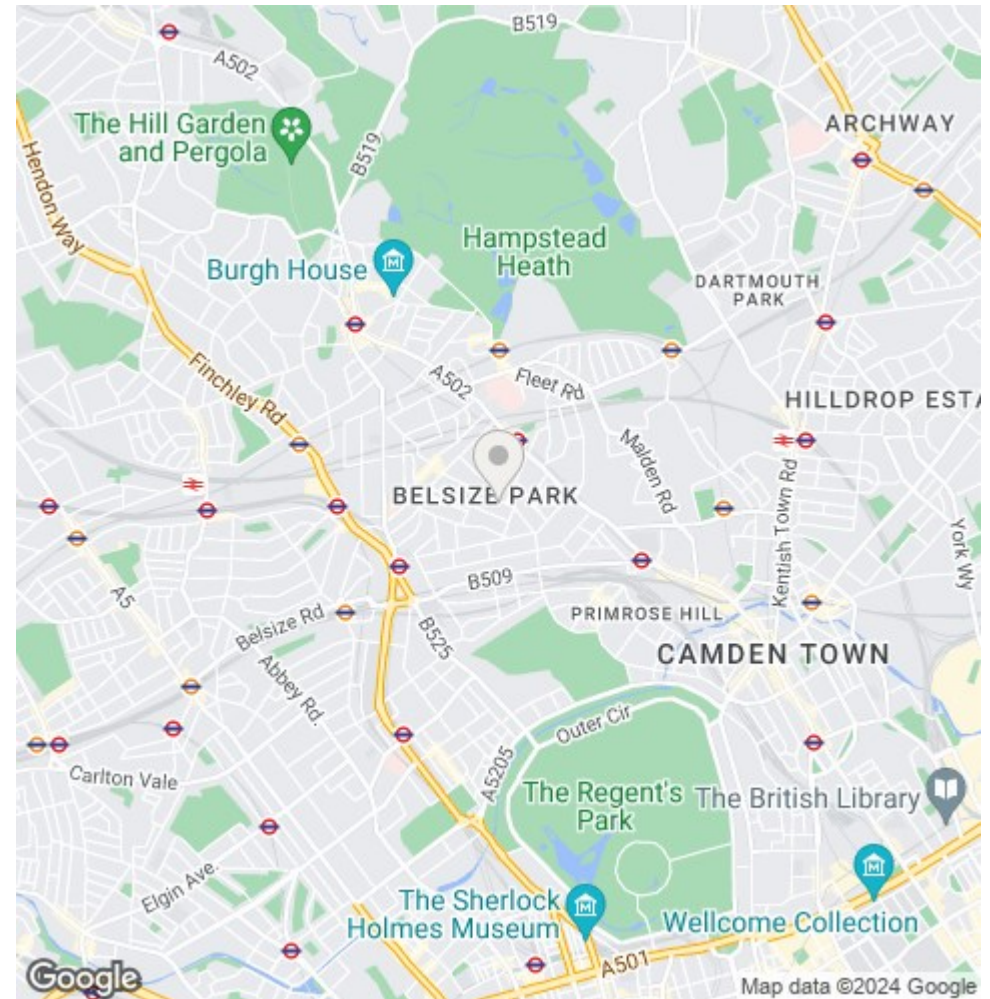 B519
A502
The Hill Garden
and Pergola
B519
ARCHWAY
Hendon Way
Hampstead
Heath
Burgh House
DARTMOUTH
PARK
Finchley Rd
A502
Fleet Rd
HILLDROP ESTA
Malden Rd
BELSIZE PARK
Kentish Town Rd
York Wy
B509
A5
Belsize Rd
PRIMROSE HILL
B525
Abbey Rd.
CAMDEN TOWN
Outer Cir
A5205
Carlton Vale
The Regent's
Park
The British Library
Elgin Ave.
The Sherlock
Holmes Museum
Wellcome Collection
A501
Google
Map data ©2024 Google